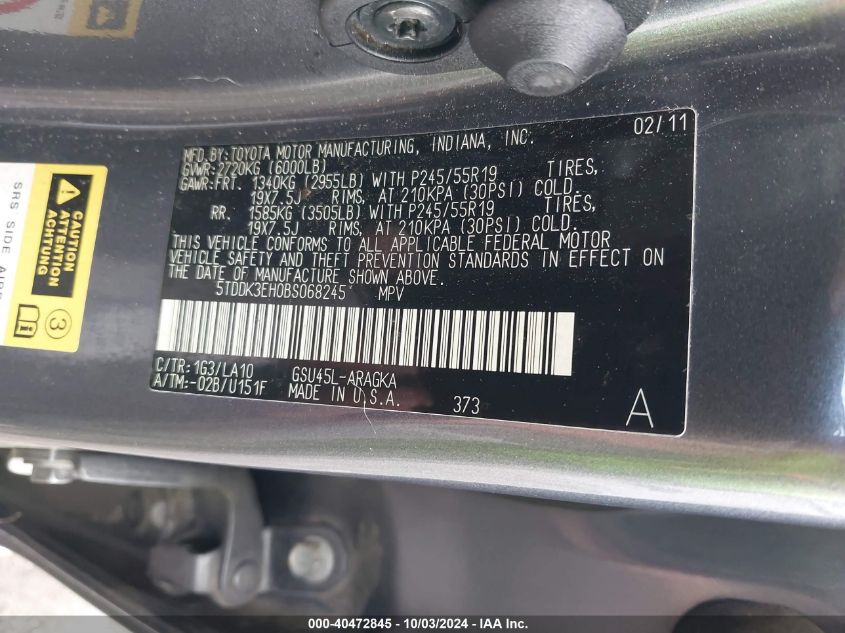 MFD.BY:TOYOTA MOTOR MANUFACTURING, INDIANA, INC. 02/11
GVWR:2720KG (6000LB)
GAWR:FRT. 1340KG (2955LB) WITH P245/55R19 TIRES,
19X7.5J RIMS, AT 210KPA (30PSI) COLD.
RR. 1585KG (3505LB) WITH P245/55R19 TIRES,
19X7.5J RIMS, AT 210KPA (30PSI) COLD.
THIS VEHICLE CONFORMS TO ALL APPLICABLE FEDERAL MOTOR
VEHICLE SAFETY AND THEFT PREVENTION STANDARDS IN EFFECT ON
THE DATE OF MANUFACTURE SHOWN ABOVE.
5TDDK3EH0BS068245 MPV
C/TR:1G3/LA10 GSU45L-ARAGKA
A/TM:-02B/U151F MADE IN U.S.A. 373 A
CAUTION
ATTENTION
ACHTUNG
3
SRS SIDE
000-40472845 - 10/03/2024 - IMPACT Auto Auctions, Inc.